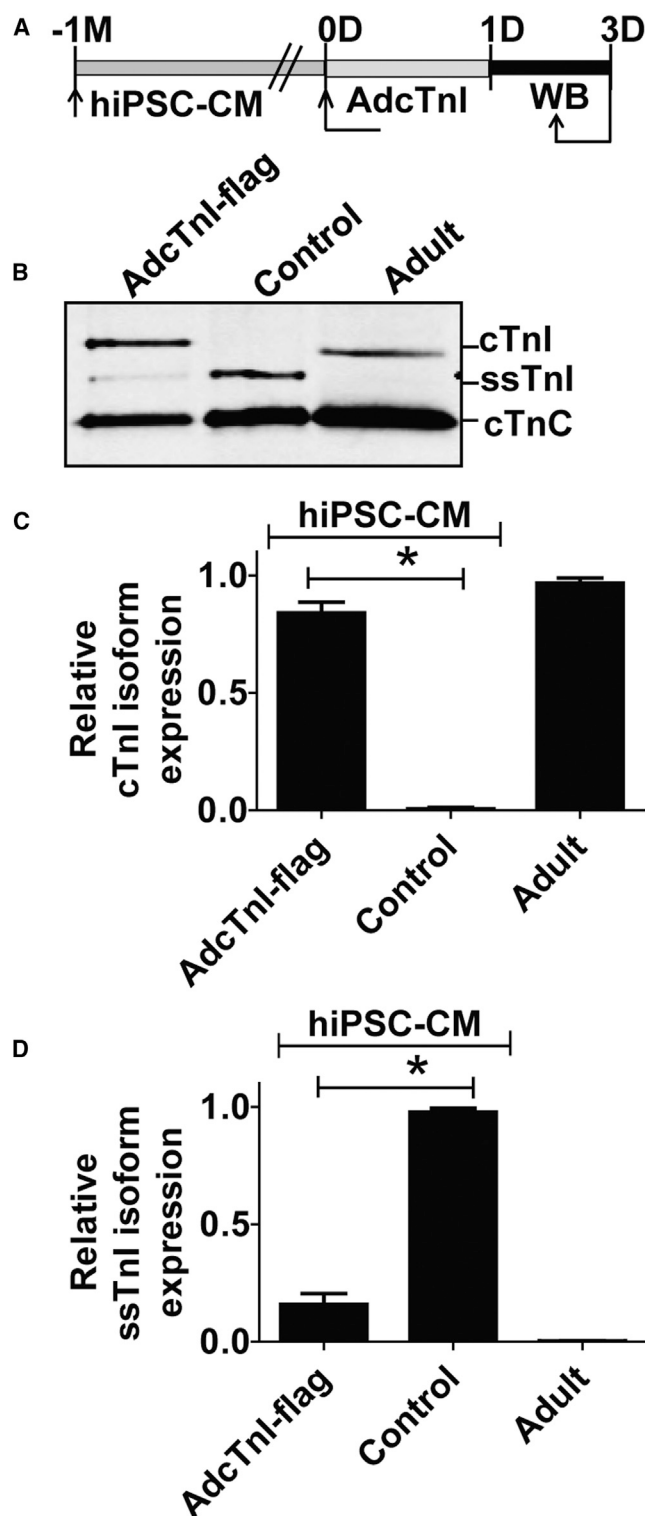 A
-1M 0D 1D 3D
hiPSC-CM AdcTnI WB
B
AdcTnI-flag Control Adult
cTnI
ssTnI
cTnC
C
hiPSC-CM
*
Relative
cTnI isoform
expression
1.0
0.5
0.0
AdcTnI-flag Control Adult
D
hiPSC-CM
*
Relative
ssTnI isoform
expression
1.0
0.5
0.0
AdcTnI-flag Control Adult